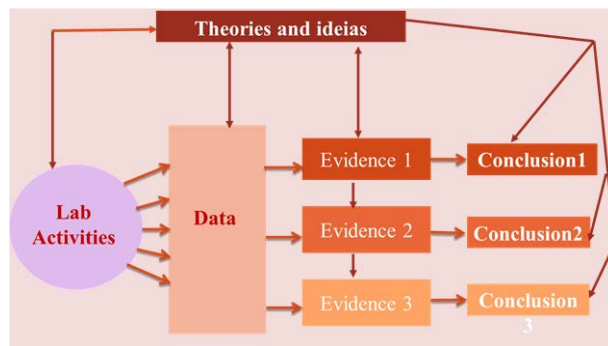 Theories and ideias
Evidence 1
Conclusion1
Lab
Activities
Data
Evidence 2
Conclusion2
Evidence 3
Conclusion
3